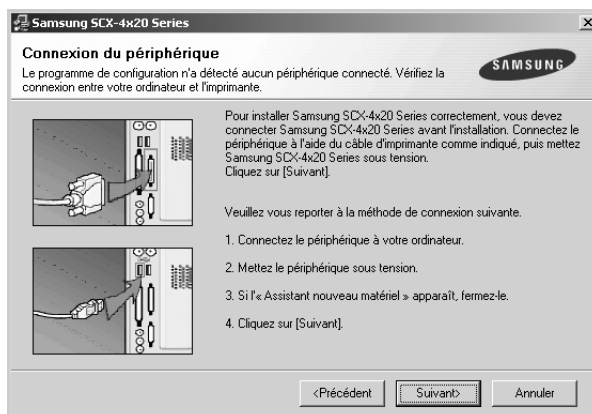 Samsung SCX-4x20 Series
Connexion du périphérique
Le programme de configuration n'a détecté aucun périphérique connecté. Vérifiez la
connexion entre votre ordinateur et l'imprimante.
SAMSUNG
Pour installer Samsung SCX-4x20 Series correctement, vous devez
connecter Samsung SCX-4x20 Series avant l'installation. Connectez le
périphérique à l'aide du câble d'imprimante comme indiqué, puis mettez
Samsung SCX-4x20 Series sous tension.
Cliquez sur [Suivant].
Veuillez vous reporter à la méthode de connexion suivante.
1. Connectez le périphérique à votre ordinateur.
2. Mettez le périphérique sous tension.
3. Si l'« Assistant nouveau matériel » apparaît, fermez-le.
4. Cliquez sur [Suivant].
<Précédent
Suivant>
Annuler